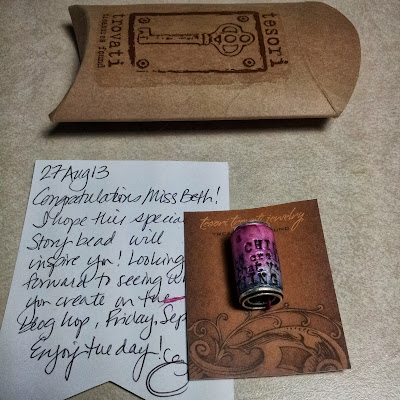 tesori
trovati
treasures found
27 Aug 13
Congratulations Miss Beth!
I hope this special
Story bead will
inspire you! Looking
forward to seeing
you create on the
Blog hop, Friday, Sep
Enjoy the day!
tesori trovati jewelry
CHI